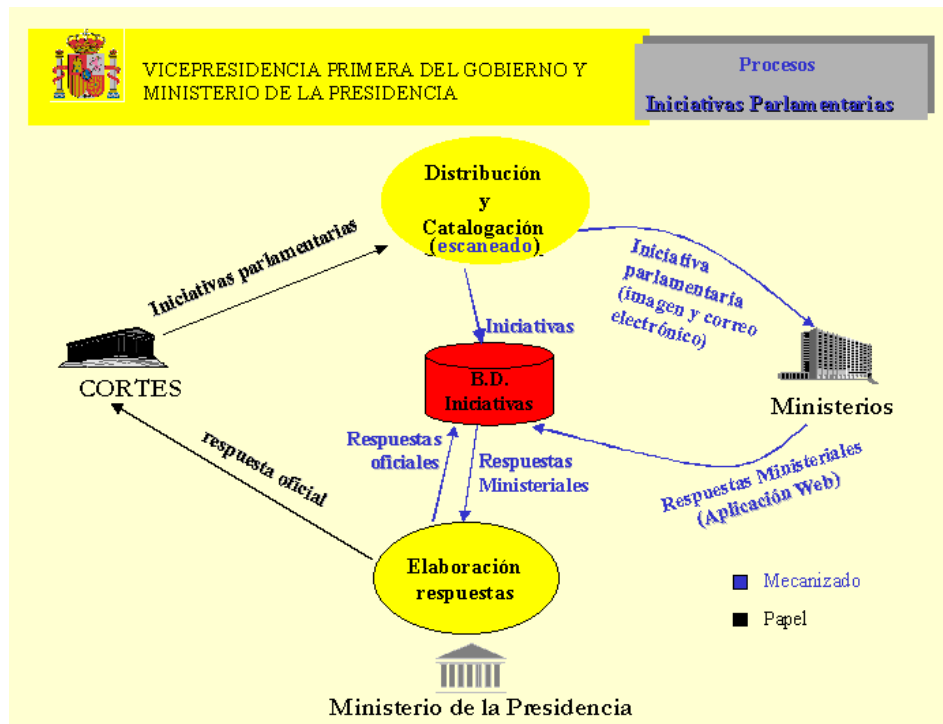 VICEPRESIDENCIA PRIMERA DEL GOBIERNO Y
MINISTERIO DE LA PRESIDENCIA
Procesos
Iniciativas Parlamentarias
Distribución
y
Catalogación
(escaneado)
Iniciativas parlamentarias
Iniciativa
parlamentaría
(imagen y correo
electrónico)
Iniciativas
CORTES
B.D.
Iniciativas
Ministerios
Respuestas
oficiales
Respuestas
Ministeriales
Respuestas Ministeriales
(Aplicación Web)
respuesta oficial
Elaboración
respuestas
Mecanizado
Papel
Ministerio de la Presidencia